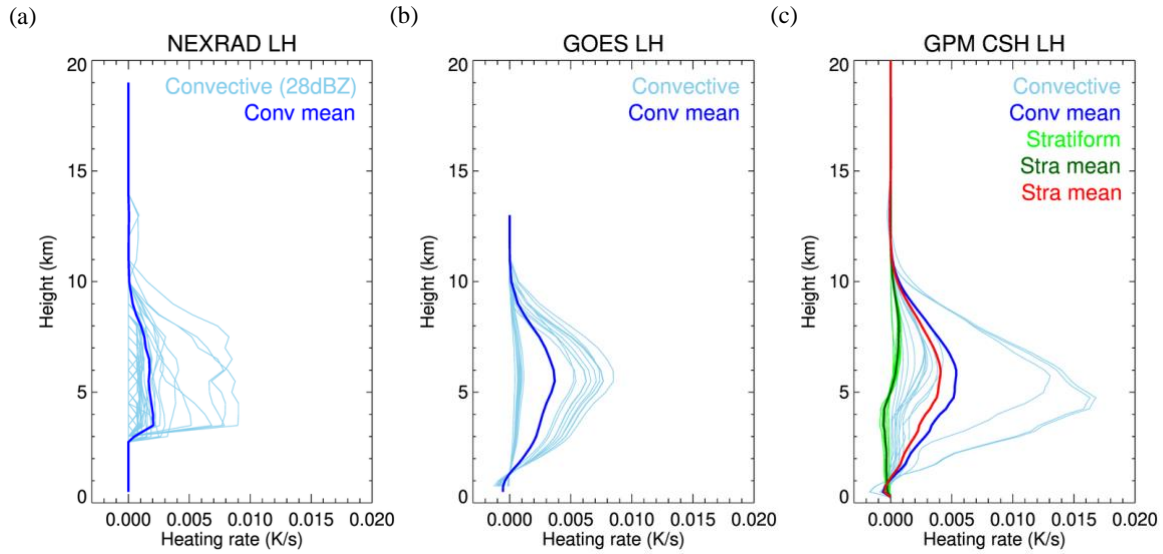 (a)
NEXRAD LH
Convective (28dBZ)
Conv mean
20
15
10
5
0
Height (km)
0.000 0.005 0.010 0.015 0.020
Heating rate (K/s)
(b)
GOES LH
Convective
Conv mean
20
15
10
5
0
Height (km)
0.000 0.005 0.010 0.015 0.020
Heating rate (K/s)
(c)
GPM CSH LH
Convective
Conv mean
Stratiform
Stra mean
Stra mean
20
15
10
5
0
Height (km)
0.000 0.005 0.010 0.015 0.020
Heating rate (K/s)